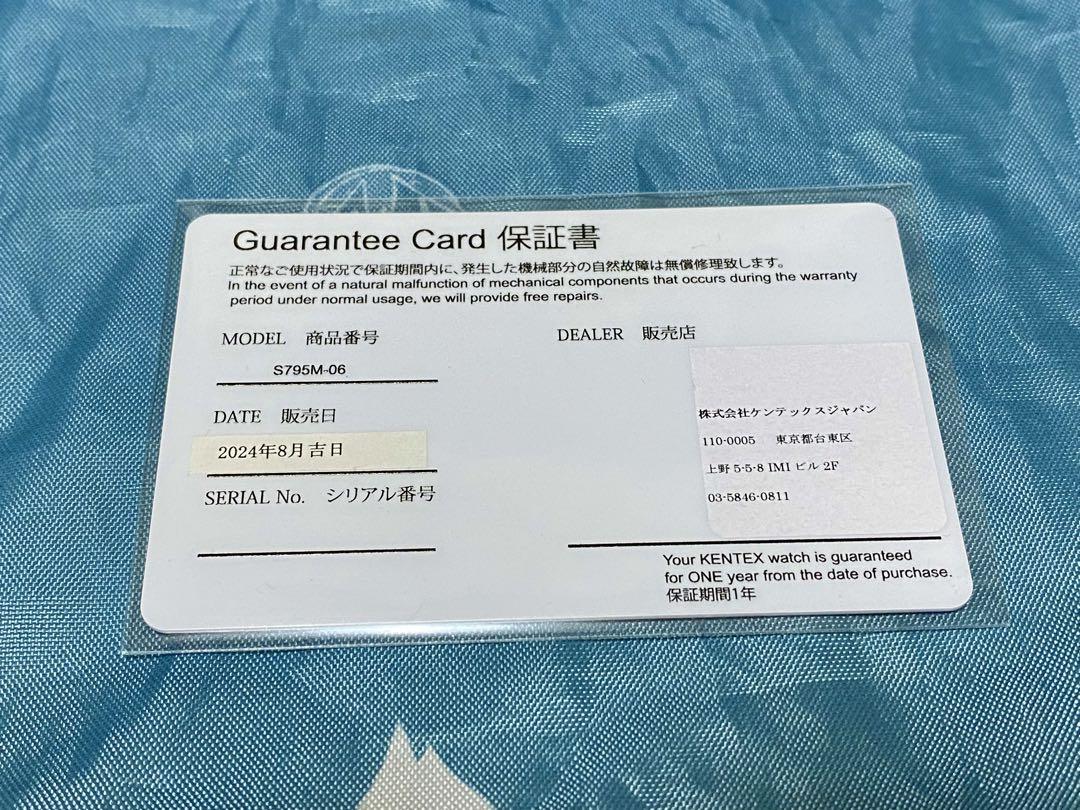 Guarantee Card 保証書
正常なご使用状況で保証期間内に、発生した機械部分の自然故障は無償修理致します。
In the event of a natural malfunction of mechanical components that occurs during the warranty
period under normal usage, we will provide free repairs.
MODEL 商品番号
S795M-06
DATE 販売日
2024年8月吉日
SERIAL No. シリアル番号
DEALER 販売店
株式会社ケンテックスジャパン
110-0005 東京都台東区
上野 5-5-8 IMI ビル 2F
03-5846-0811
Your KENTEX watch is guaranteed
for ONE year from the date of purchase.
保証期間1年